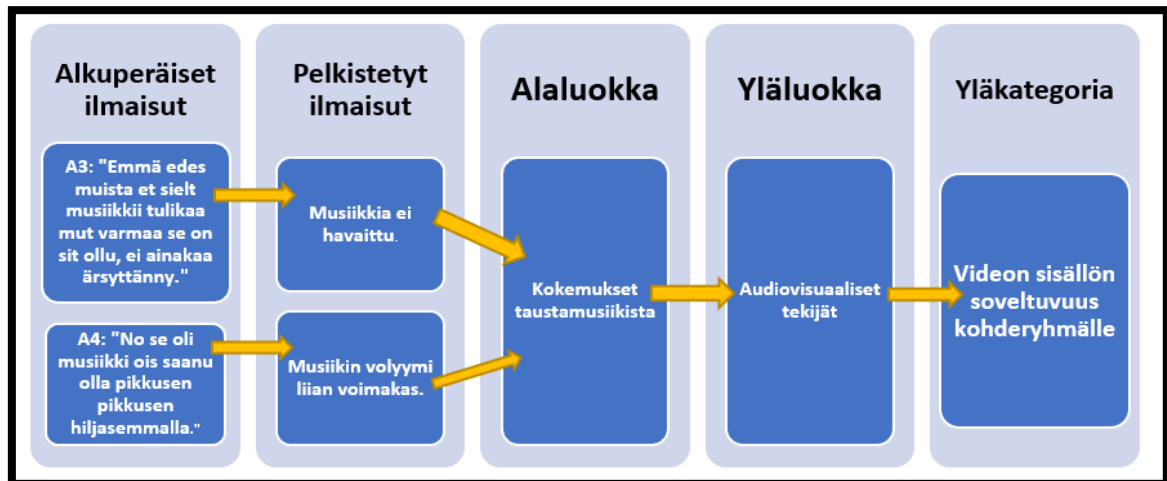 Alkuperäiset
ilmaisut
A3: "Emmä edes
muista et sielt
musiikkii tulikaa
mut varmaa se on
sit ollu, ei ainakaa
ärsyttänny."
A4: "No se oli
musiikki ois saanu
olla pikkusen
pikkusen
hiljasemmalla."
Pelkistetyt
ilmaisut
Musiikkia ei
havaittu.
Musiikin volyymi
liian voimakas.
Alaluokka
Kokemukset
taustamusiikista
Yläluokka
Audiovisuaaliset
tekijät
Yläkategoria
Videon sisällön
soveltuvuus
kohderyhmälle